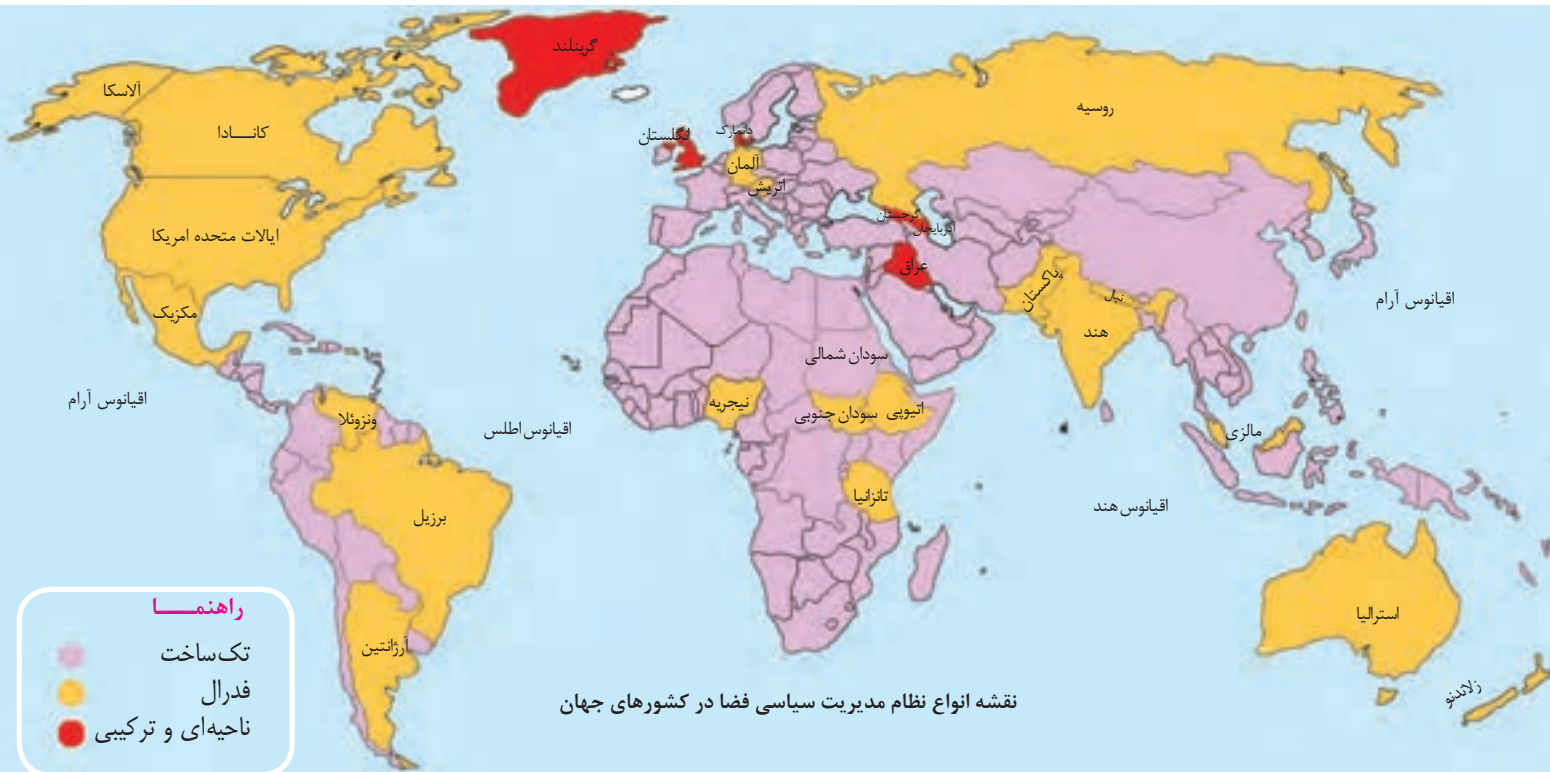 گرینلند
آلاسکا
کانـــادا
ایالات متحده امریکا
مکزیک
اقیانوس آرام
ونزوئلا
برزیل
آرژانتین
اقیانوس اطلس
انگلستان
دانمارک
آلمان
اتریش
روسیه
گرجستان
آذربایجان
عراق
پاکستان
نپال
هند
اقیانوس آرام
سودان شمالی
نیجریه
سودان جنوبی
اتیوپی
تانزانیا
مالزی
اقیانوس هند
استرالیا
زلاندنو
راهنمـــــا
تک‌ساخت
فدرال
ناحیه‌ای و ترکیبی
نقشه انواع نظام مدیریت سیاسی فضا در کشورهای جهان